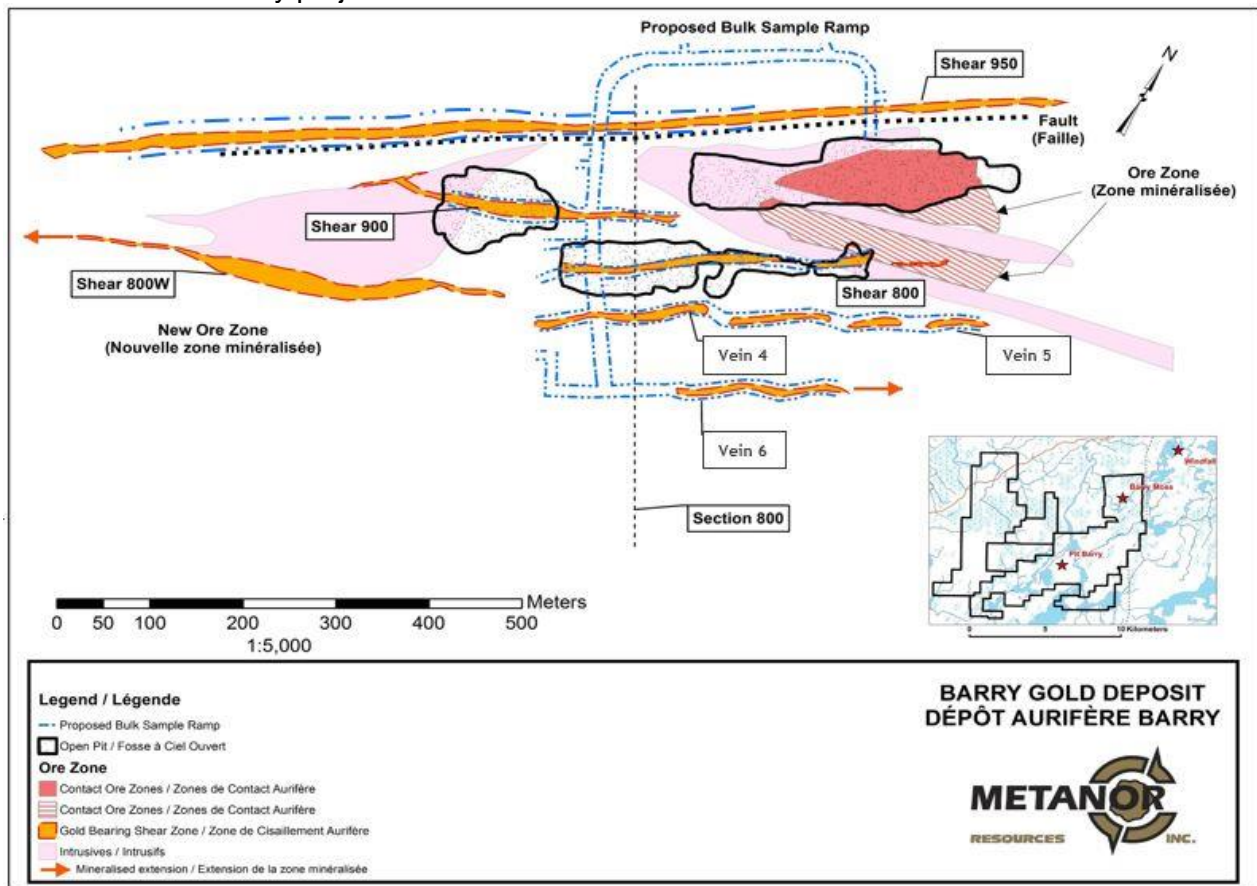 Proposed Bulk Sample Ramp
N
Shear 950
Fault
(Faille)
Ore Zone
(Zone minéralisée)
Shear 900
Shear 800W
Shear 800
New Ore Zone
(Nouvelle zone minéralisée)
Vein 4
Vein 5
Vein 6
Section 800
Windfall
Barry Moss
Pit Barry
0 5 10 Kilometers
Meters
0 50 100 200 300 400 500
1:5,000
Legend / Légende
Proposed Bulk Sample Ramp
Open Pit / Fosse à Ciel Ouvert
Ore Zone
Contact Ore Zones / Zones de Contact Aurifère
Contact Ore Zones / Zones de Contact Aurifère
Gold Bearing Shear Zone / Zone de Cisaillement Aurifère
Intrusives / Intrusifs
Mineralised extension / Extension de la zone minéralisée
BARRY GOLD DEPOSIT
DÉPÔT AURIFÈRE BARRY
METANOR
RESOURCES INC.